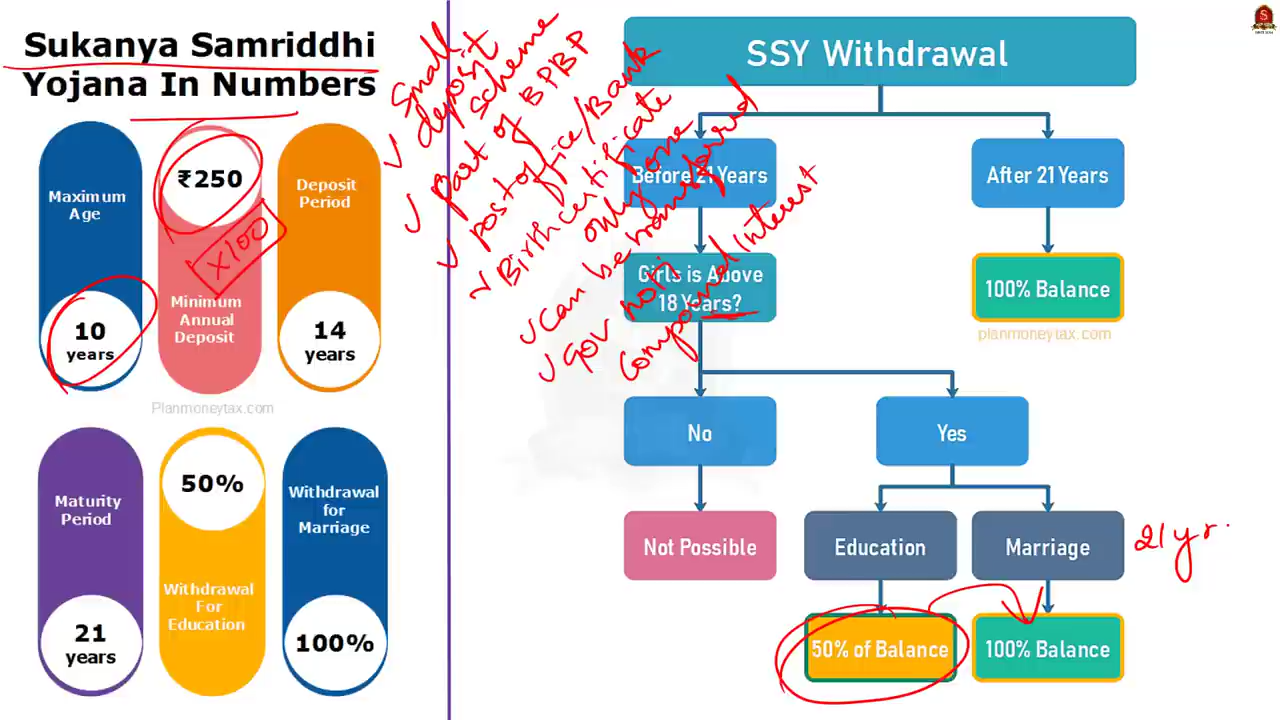 Sukanya Samriddhi
Yojana In Numbers
Maximum
Age
10
years
₹250
x100
Minimum
Annual
Deposit
Deposit
Period
14
years
Planmoneytax.com
Maturity
Period
21
years
50%
Withdrawal
For
Education
Withdrawal
for
Marriage
100%
Small
deposit
scheme
Part of BPBP
Post office/Bank
Birth certificate
only one
Can be transferred
Gov noti
Compound Interest
SSY Withdrawal
Before 21 Years
After 21 Years
Girls is Above
18 Years?
100% Balance
planmoneytax.com
No
Yes
Not Possible
Education
Marriage
21 yr.
50% of Balance
100% Balance